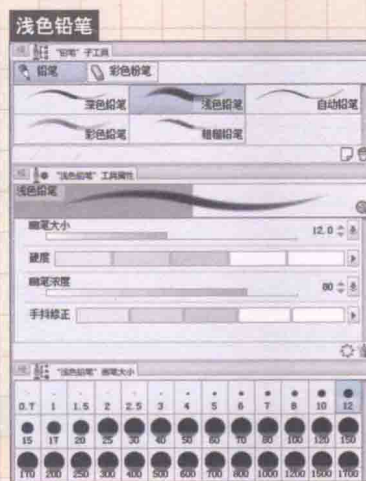 浅色铅笔
"铅笔" 子工具
铅笔 彩色粉笔
深色铅笔 浅色铅笔 自动铅笔
彩色铅笔 粗糙铅笔
"浅色铅笔" 工具属性
浅色铅笔
画笔大小 12.0
硬度
画笔浓度 80
手抖修正
"浅色铅笔" 画笔大小
0.7 1 1.5 2 2.5 3 4 5 6 7 8 10 12
15 17 20 25 30 40 50 60 70 80 100 120 150
170 200 250 300 400 500 600 700 800 1000 1200 1500 1700